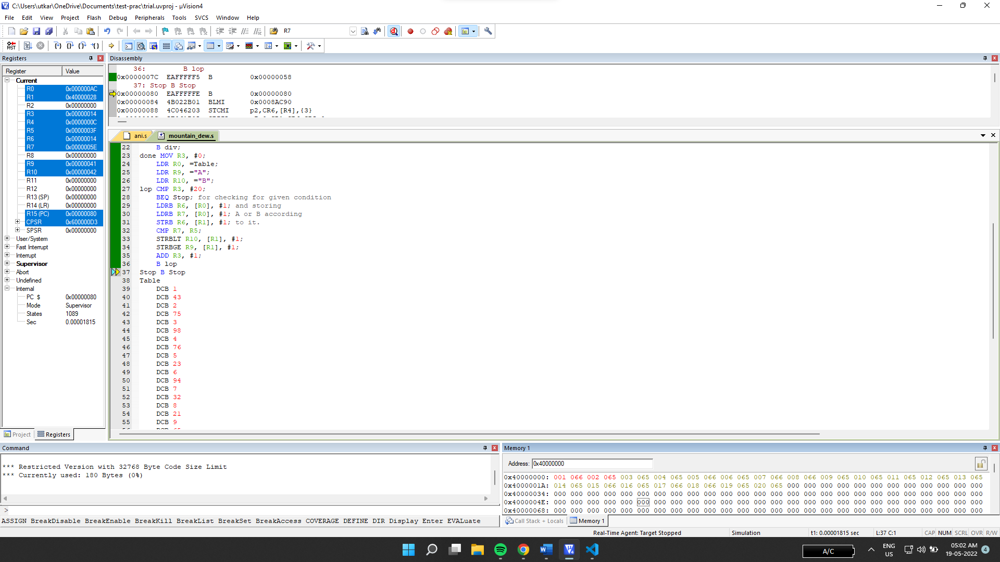 C:\Users\utkar\OneDrive\Documents\test-prac\trial.uvproj - µVision4
File Edit View Project Flash Debug Peripherals Tools SVCS Window Help
R7
RST
Registers
Register Value
Current
R0 0x000000AC
R1 0x40000028
R2 0x00000000
R3 0x00000014
R4 0x0000000C
R5 0x0000003F
R6 0x00000014
R7 0x0000005E
R8 0x00000000
R9 0x00000041
R10 0x00000042
R11 0x00000000
R12 0x00000000
R13 (SP) 0x00000000
R14 (LR) 0x00000000
R15 (PC) 0x00000080
CPSR 0x600000D3
SPSR 0x00000000
User/System
Fast Interrupt
Interrupt
Supervisor
Abort
Undefined
Internal
PC $ 0x00000080
Mode Supervisor
States 1089
Sec 0.00001815
Project Registers
Disassembly
36: B lop
0x0000007C EAFFFFF5 B 0x00000058
37: Stop B Stop
0x00000080 EAFFFFFE B 0x00000080
0x00000084 4B022B01 BLMI 0x0008AC90
0x00000088 4C046203 STCMI p2,CR6,[R4],{3}
ani.s mountain_dew.s
22 B div;
23 done MOV R3, #0;
24 LDR R0, =Table;
25 LDR R9, ="A";
26 LDR R10, ="B";
27 lop CMP R3, #20;
28 BEQ Stop; for checking for given condition
29 LDRB R6, [R0], #1; and storing
30 LDRB R7, [R0], #1; A or B according
31 STRB R6, [R1], #1; to it.
32 CMP R7, R5;
33 STRBLT R10, [R1], #1;
34 STRBGE R9, [R1], #1;
35 ADD R3, #1;
36 B lop
37 Stop B Stop
38 Table
39 DCB 1
40 DCB 43
41 DCB 2
42 DCB 75
43 DCB 3
44 DCB 98
45 DCB 4
46 DCB 76
47 DCB 5
48 DCB 23
49 DCB 6
50 DCB 94
51 DCB 7
52 DCB 32
53 DCB 8
54 DCB 21
55 DCB 9
Command
*** Restricted Version with 32768 Byte Code Size Limit
*** Currently used: 180 Bytes (0%)
>
ASSIGN BreakDisable BreakEnable BreakKill BreakList BreakSet BreakAccess COVERAGE DEFINE DIR Display Enter EVALuate
Memory 1
Address: 0x40000000
0x40000000: 001 066 002 065 003 065 004 065 005 066 006 065 007 066 008 066 009 065 010 065 011 065 012 065 013 065
0x4000001A: 014 065 015 066 016 065 017 066 018 066 019 065 020 065 000 000 000 000 000 000 000 000 000 000 000 000
0x40000034: 000 000 000 000 000 000 000 000 000 000 000 000 000 000 000 000 000 000 000 000 000 000 000 000 000 000
0x4000004E: 000 000 000 000 000 000 000 000 000 000 000 000 000 000 000 000 000 000 000 000 000 000 000 000 000 000
0x40000068: 000 000 000 000 000 000 000 000 000 000 000 000 000 000 000 000 000 000 000 000 000 000 000 000 000 000
Call Stack + Locals Memory 1
Real-Time Agent: Target Stopped Simulation t1: 0.00001815 sec L:37 C:1 CAP NUM SCRL OVR R/W
A/C
ENG
US
05:02 AM
19-05-2022
4